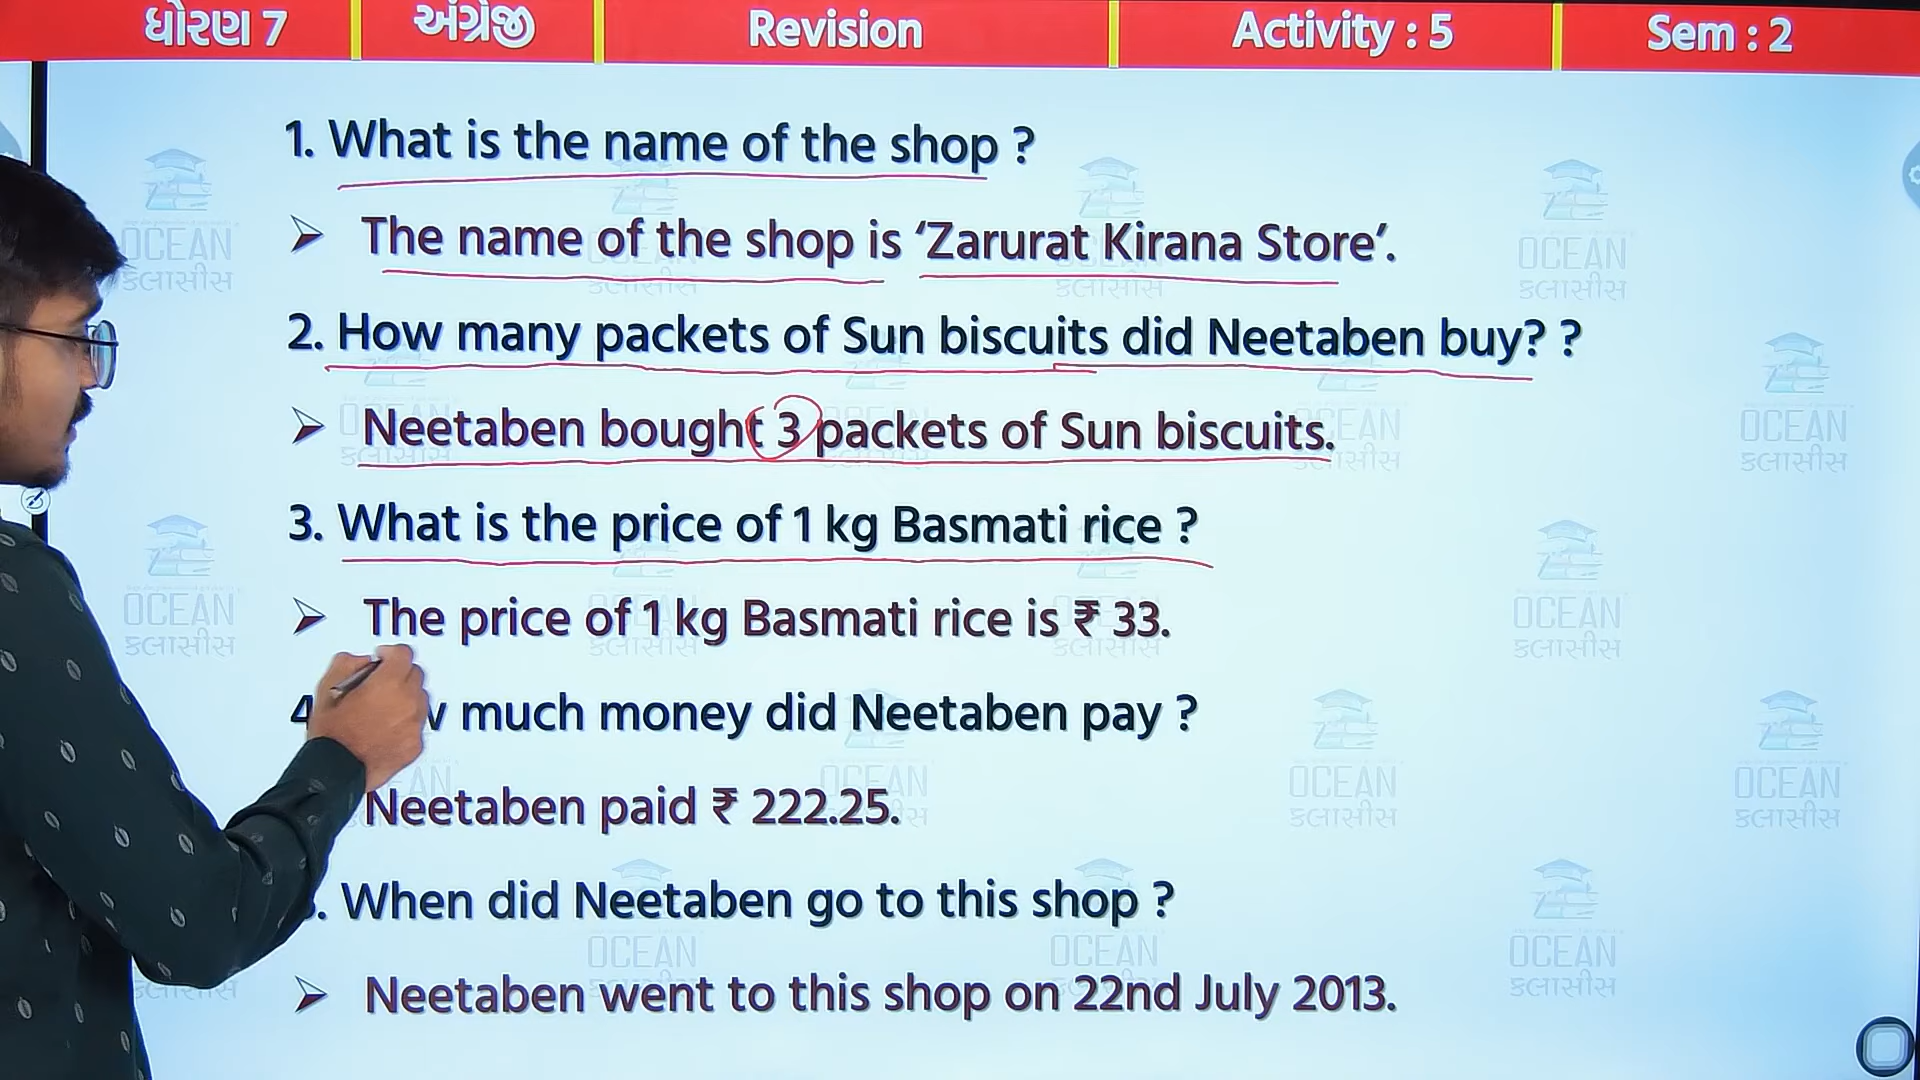 ધોરણ 7 અંગ્રેજી Revision Activity : 5 Sem : 2
1. What is the name of the shop ?
The name of the shop is ‘Zarurat Kirana Store’.
2. How many packets of Sun biscuits did Neetaben buy? ?
Neetaben bought 3 packets of Sun biscuits.
3. What is the price of 1 kg Basmati rice ?
The price of 1 kg Basmati rice is ₹ 33.
4. much money did Neetaben pay ?
Neetaben paid ₹ 222.25.
When did Neetaben go to this shop ?
Neetaben went to this shop on 22nd July 2013.
OCEAN
ક્લાસીસ